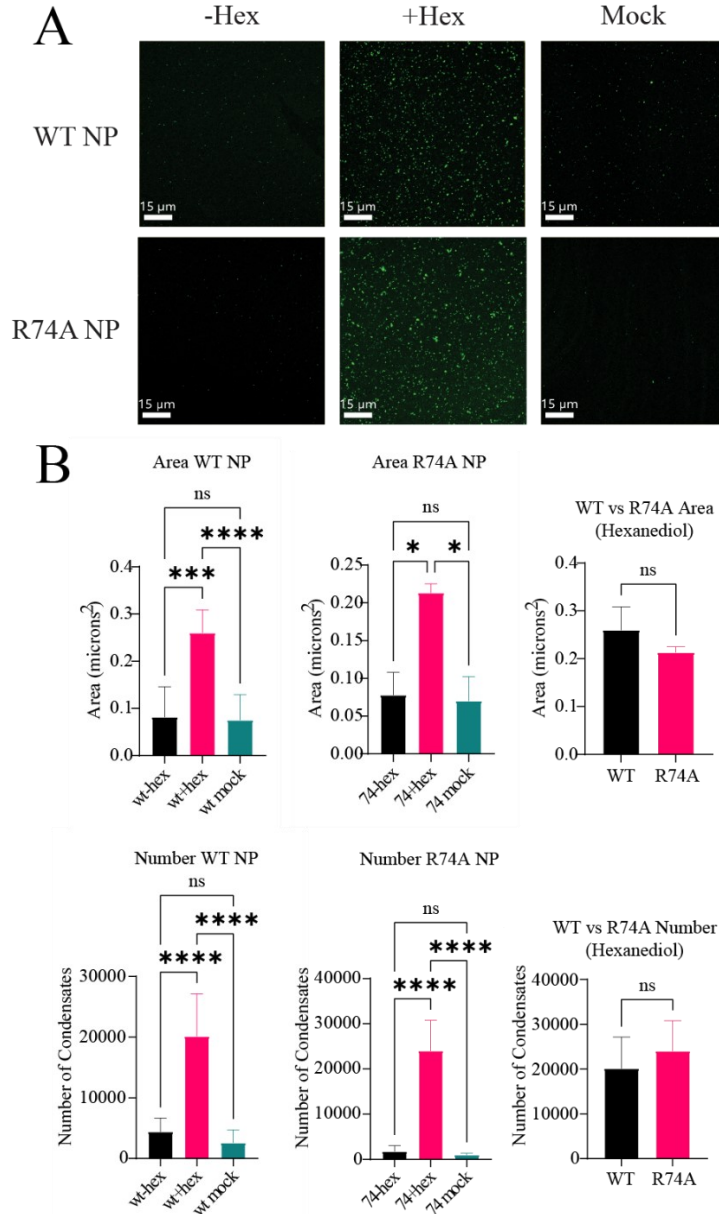 A
-Hex +Hex Mock
WT NP
15 µm 15 µm 15 µm
R74A NP
15 µm 15 µm 15 µm
B
Area WT NP
ns
****
***
Area (microns2)
0.4
0.3
0.2
0.1
0.0
wt-hex wt+hex wt mock
Area R74A NP
ns
* *
Area (microns2)
0.25
0.20
0.15
0.10
0.05
0.00
74-hex 74+hex 74 mock
WT vs R74A Area
(Hexanediol)
ns
Area (microns2)
0.4
0.3
0.2
0.2
0.0
WT R74A
Number WT NP
ns
****
****
Number of Condensates
30000
20000
10000
0
wt-hex wt+hex wt mock
Number R74A NP
ns
****
****
Number of Condensates
40000
30000
20000
10000
0
74-hex 74+hex 74 mock
WT vs R74A Number
(Hexanediol)
ns
Number of Condensates
40000
30000
20000
10000
0
WT R74A